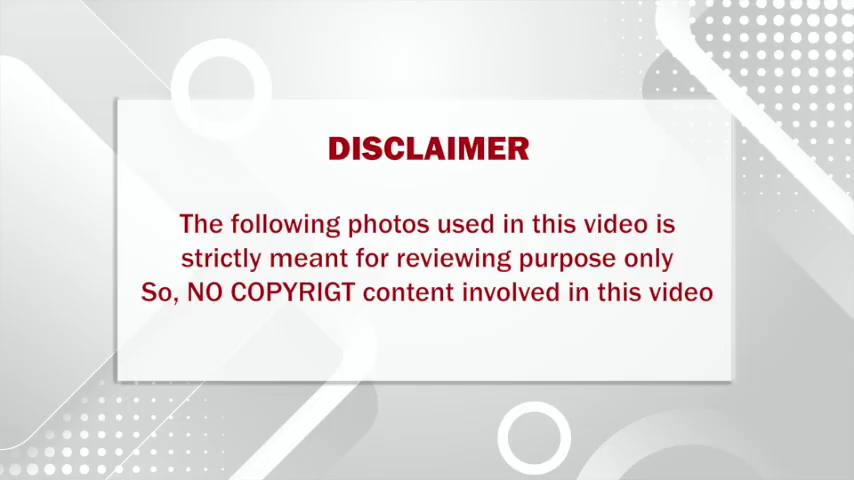 DISCLAIMER
The following photos used in this video is
strictly meant for reviewing purpose only
So, NO COPYRIGT content involved in this video